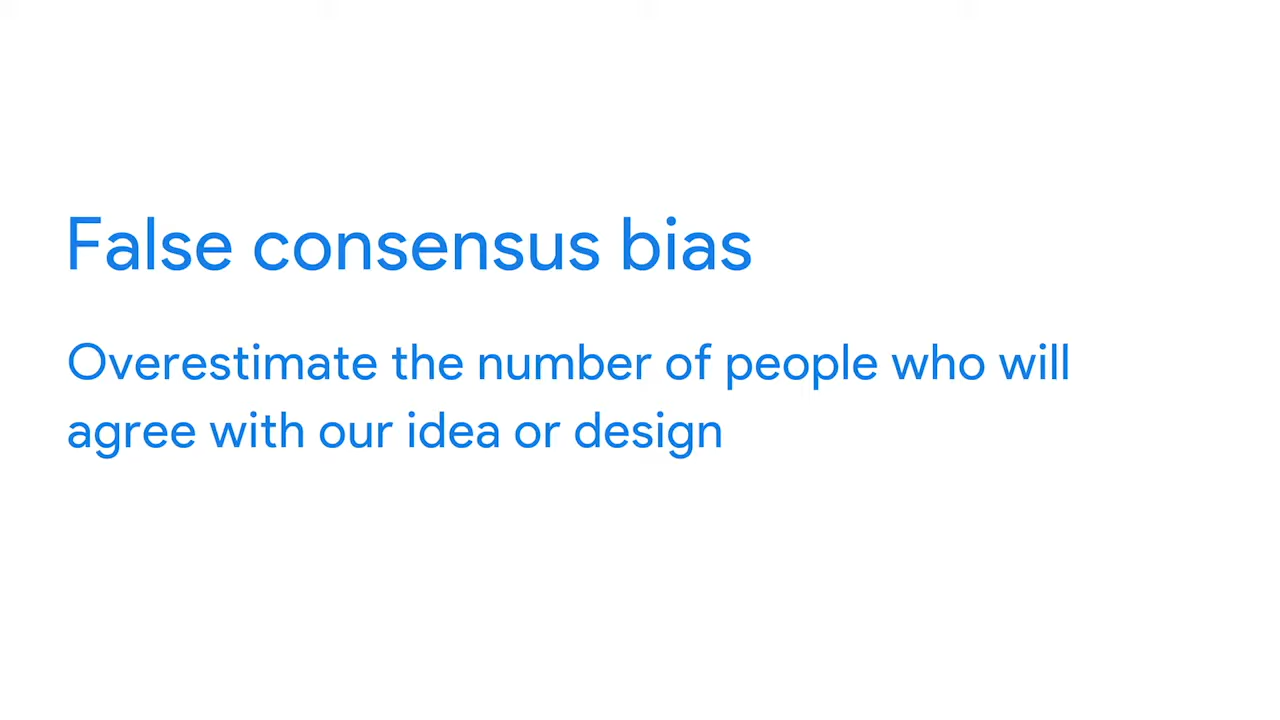 False consensus bias
Overestimate the number of people who will
agree with our idea or design